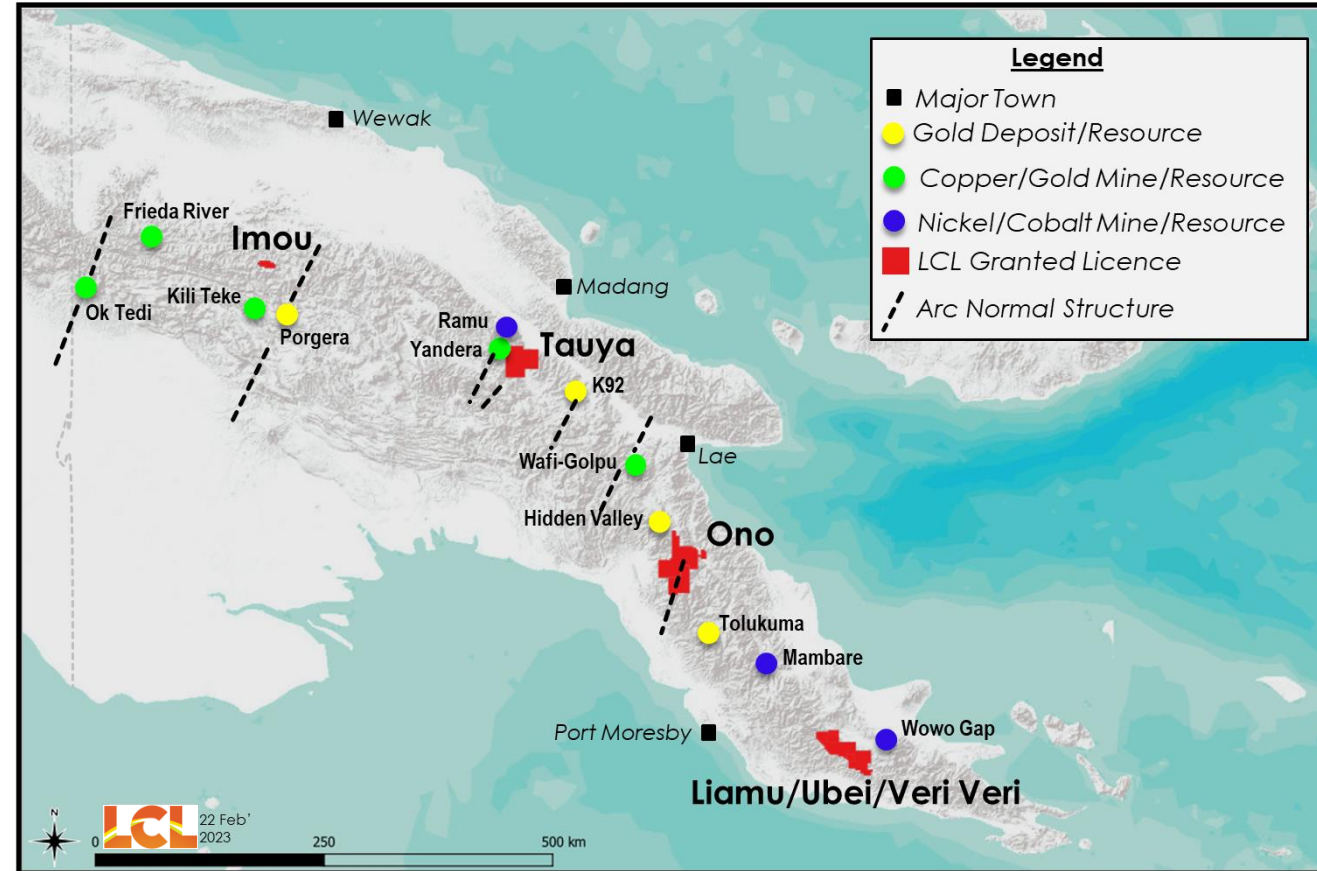 Legend
Major Town
Gold Deposit/Resource
Copper/Gold Mine/Resource
Nickel/Cobalt Mine/Resource
LCL Granted Licence
Arc Normal Structure
Wewak
Frieda River
Imou
Ok Tedi
Kili Teke
Porgera
Madang
Ramu
Yandera
Tauya
K92
Wafi-Golpu
Lae
Hidden Valley
Ono
Tolukuma
Mambare
Port Moresby
Wowo Gap
Liamu/Ubei/Veri Veri
N
LCL
22 Feb'
2023
0
250
500 km